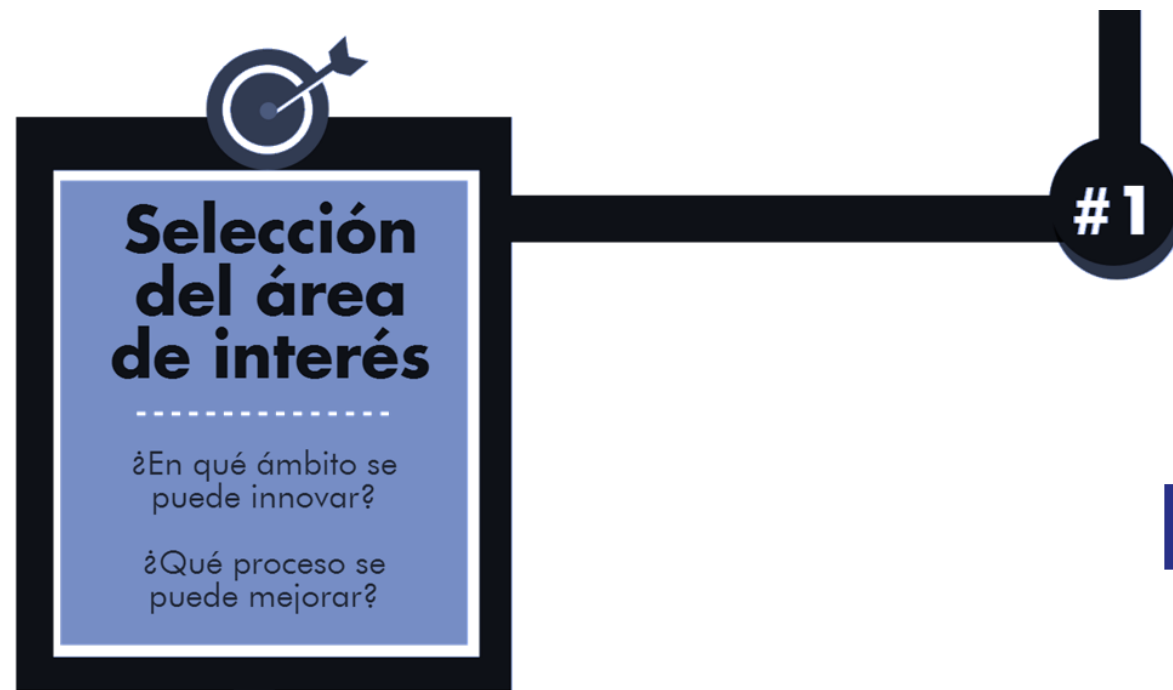 Selección
del área
de interés
¿En qué ámbito se
puede innovar?
¿Qué proceso se
puede mejorar?
#1